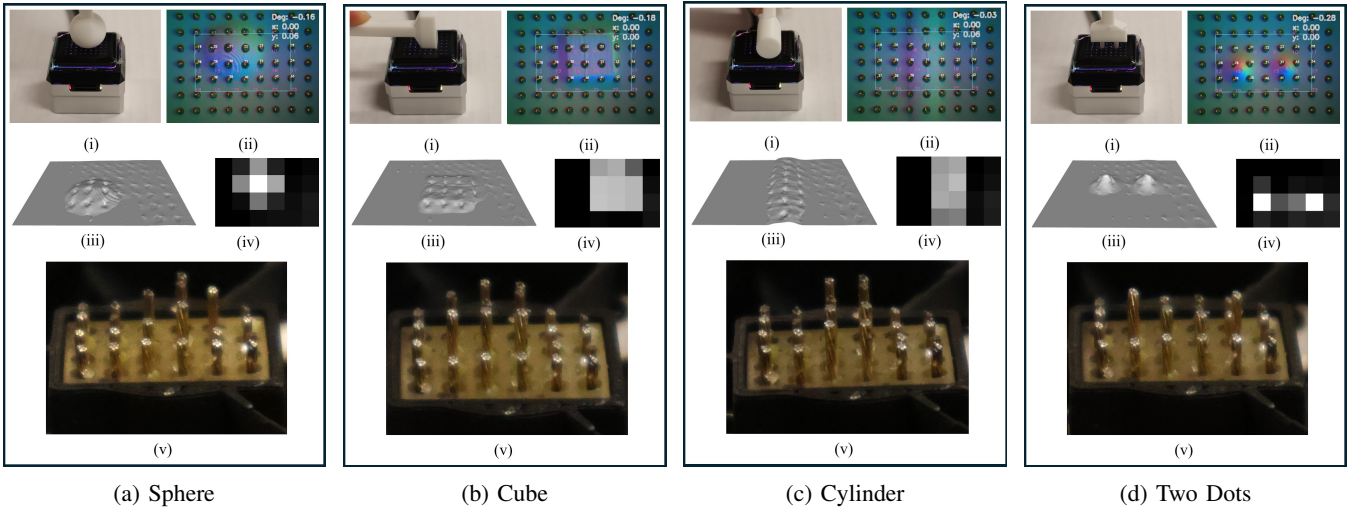 Deg: -0.16
x: 0.00
y: 0.06
(i)
(ii)
(iii)
(iv)
(v)
(a) Sphere
Deg: -0.18
x: 0.00
y: 0.00
(i)
(ii)
(iii)
(iv)
(v)
(b) Cube
Deg: -0.03
x: 0.00
y: 0.06
(i)
(ii)
(iii)
(iv)
(v)
(c) Cylinder
Deg: -0.28
x: 0.00
y: 0.00
(i)
(ii)
(iii)
(iv)
(v)
(d) Two Dots